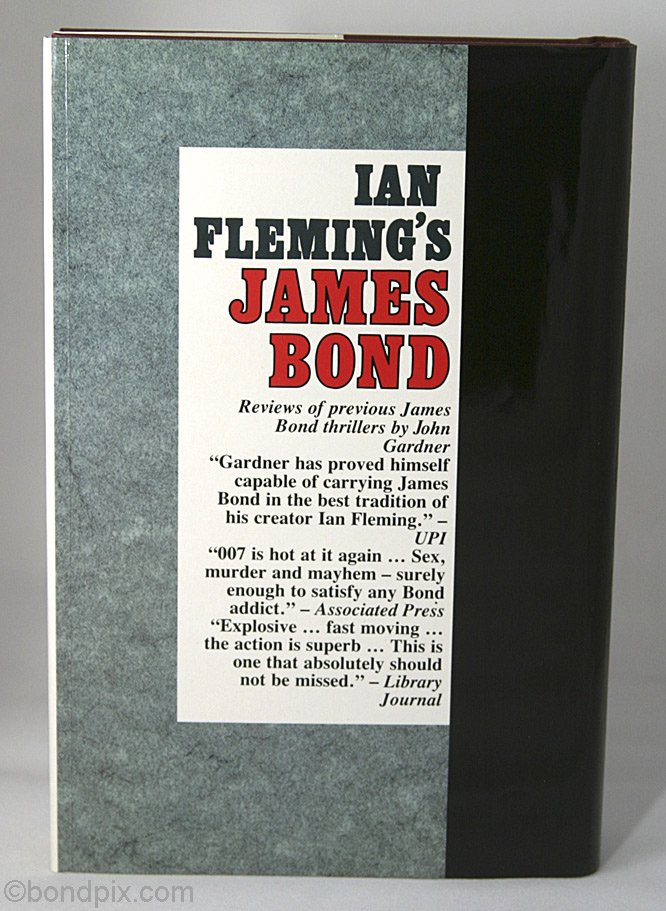 IAN
FLEMING'S
JAMES
BOND
Reviews of previous James
Bond thrillers by John
Gardner
“Gardner has proved himself
capable of carrying James
Bond in the best tradition of
his creator Ian Fleming.” –
UPI
“007 is hot at it again ... Sex,
murder and mayhem – surely
enough to satisfy any Bond
addict.” – Associated Press
“Explosive ... fast moving ...
the action is superb ... This is
one that absolutely should
not be missed.” – Library
Journal
©bondpix.com